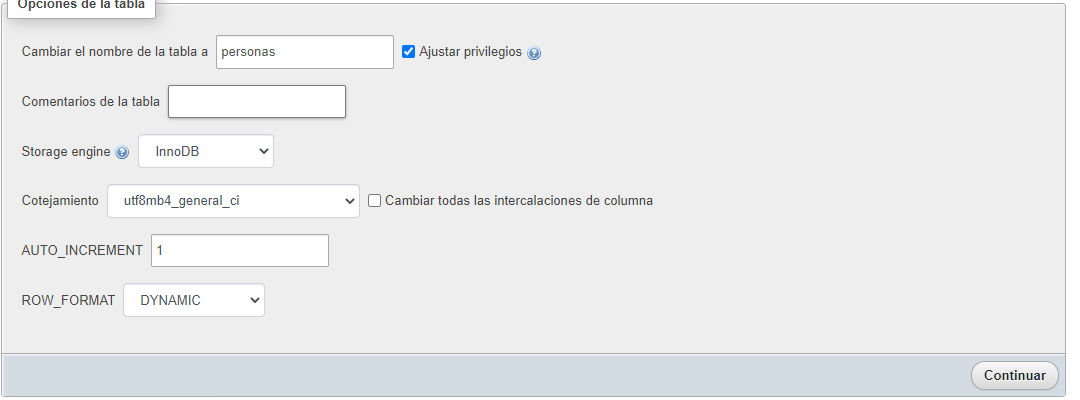 Opciones de la tabla
Cambiar el nombre de la tabla a personas Ajustar privilegios
Comentarios de la tabla
Storage engine InnoDB
Cotejamiento utf8mb4_general_ci Cambiar todas las intercalaciones de columna
AUTO_INCREMENT 1
ROW_FORMAT DYNAMIC
Continuar